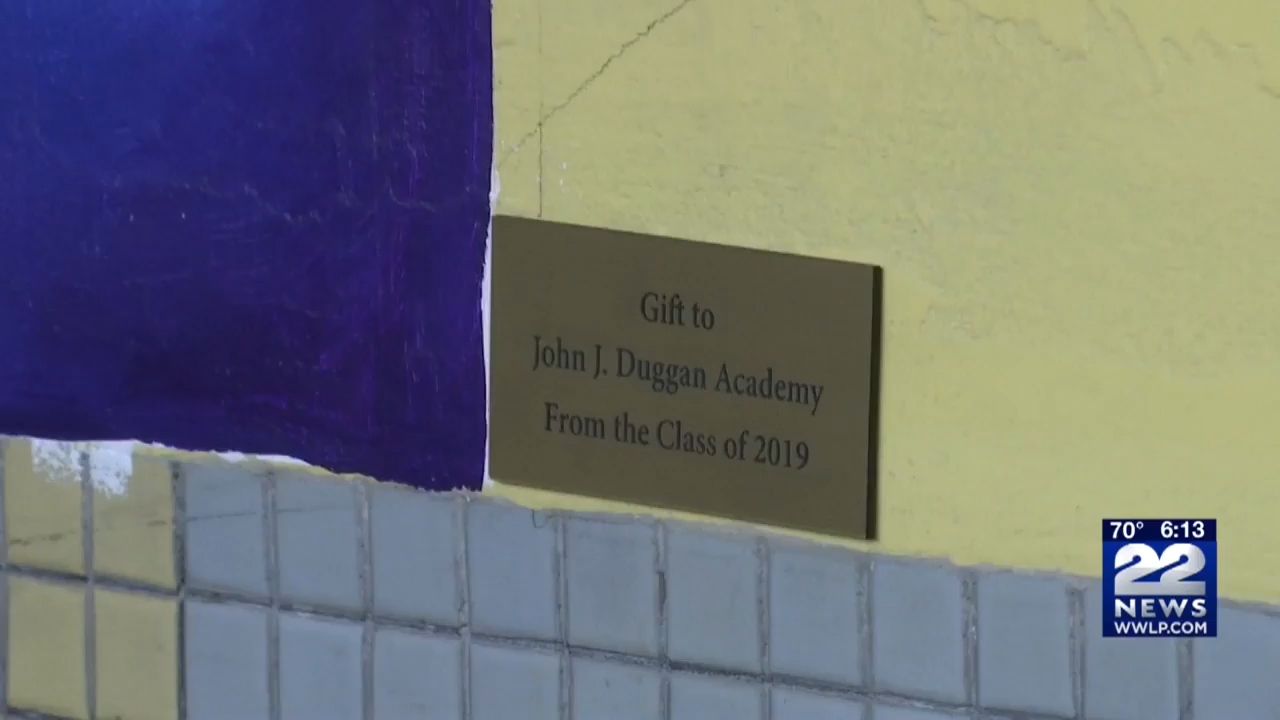 Gift to
John J. Duggan Academy
From the Class of 2019
70° 6:13
22
NEWS
WWLP.COM